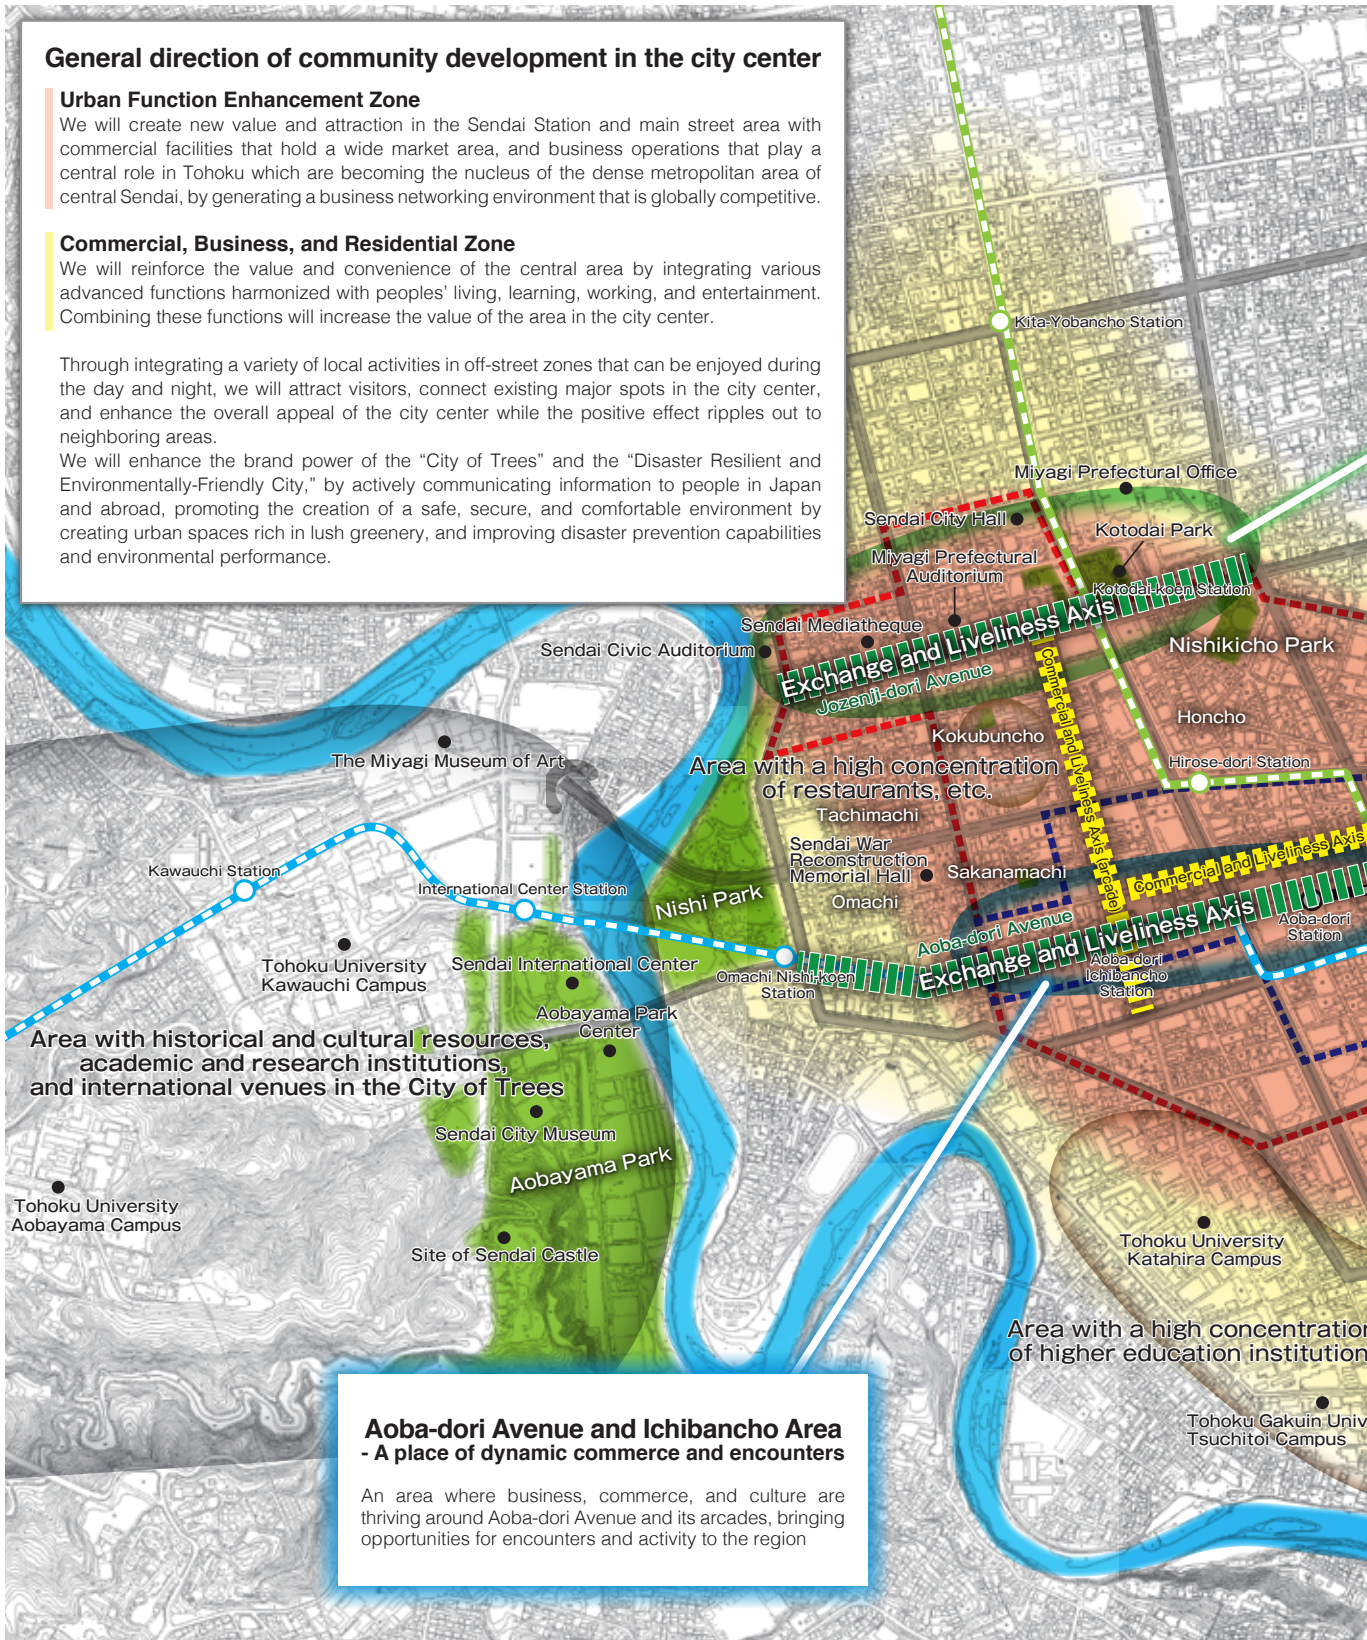 General direction of community development in the city center
Urban Function Enhancement Zone
We will create new value and attraction in the Sendai Station and main street area with
commercial facilities that hold a wide market area, and business operations that play a
central role in Tohoku which are becoming the nucleus of the dense metropolitan area of
central Sendai, by generating a business networking environment that is globally competitive.
Commercial, Business, and Residential Zone
We will reinforce the value and convenience of the central area by integrating various
advanced functions harmonized with peoples’ living, learning, working, and entertainment.
Combining these functions will increase the value of the area in the city center.
Through integrating a variety of local activities in off-street zones that can be enjoyed during
the day and night, we will attract visitors, connect existing major spots in the city center,
and enhance the overall appeal of the city center while the positive effect ripples out to
neighboring areas.
We will enhance the brand power of the “City of Trees” and the “Disaster Resilient and
Environmentally-Friendly City,” by actively communicating information to people in Japan
and abroad, promoting the creation of a safe, secure, and comfortable environment by
creating urban spaces rich in lush greenery, and improving disaster prevention capabilities
and environmental performance.
Kita-Yobancho Station
Miyagi Prefectural Office
Sendai City Hall
Kotodai Park
Miyagi Prefectural
Auditorium
Kotodai-koen Station
Sendai Mediatheque
Exchange and Liveliness Axis
Sendai Civic Auditorium
Nishikicho Park
Jozenji-dori Avenue
Commercial and Liveliness Axis (arcade)
Honcho
Kokubuncho
The Miyagi Museum of Art
Area with a high concentration
of restaurants, etc.
Hirose-dori Station
Tachimachi
Sendai War
Reconstruction
Memorial Hall
Commercial and Liveliness Axis
Kawauchi Station
Sakanamachi
International Center Station
Nishi Park
Omachi
Aoba-dori Avenue
Exchange and Liveliness Axis
Aoba-dori
Station
Tohoku University
Kawauchi Campus
Sendai International Center
Omachi Nishi-koen
Station
Aoba-dori
Ichibancho
Station
Aobayama Park
Center
Area with historical and cultural resources,
academic and research institutions,
and international venues in the City of Trees
Sendai City Museum
Aobayama Park
Tohoku University
Aobayama Campus
Site of Sendai Castle
Tohoku University
Katahira Campus
Area with a high concentration
of higher education institution
Tohoku Gakuin Univ
Tsuchitoi Campus
Aoba-dori Avenue and Ichibancho Area
- A place of dynamic commerce and encounters
An area where business, commerce, and culture are
thriving around Aoba-dori Avenue and its arcades, bringing
opportunities for encounters and activity to the region